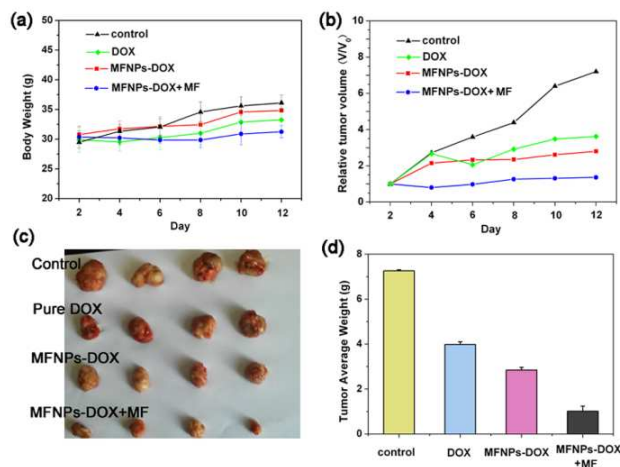 (a)
50
45
40
35
30
25
20
Body Weight (g)
control
DOX
MFNPs-DOX
MFNPs-DOX+MF
2 4 6 8 10 12
Day
(b)
10
8
6
4
2
0
Relative tumor volume (V/V₀)
control
DOX
MFNPs-DOX
MFNPs-DOX+MF
2 4 6 8 10 12
Day
(c)
Control
Pure DOX
MFNPs-DOX
MFNPs-DOX+MF
(d)
8
6
4
2
0
Tumor Average Weight (g)
control DOX MFNPs-DOX MFNPs-DOX
+MF